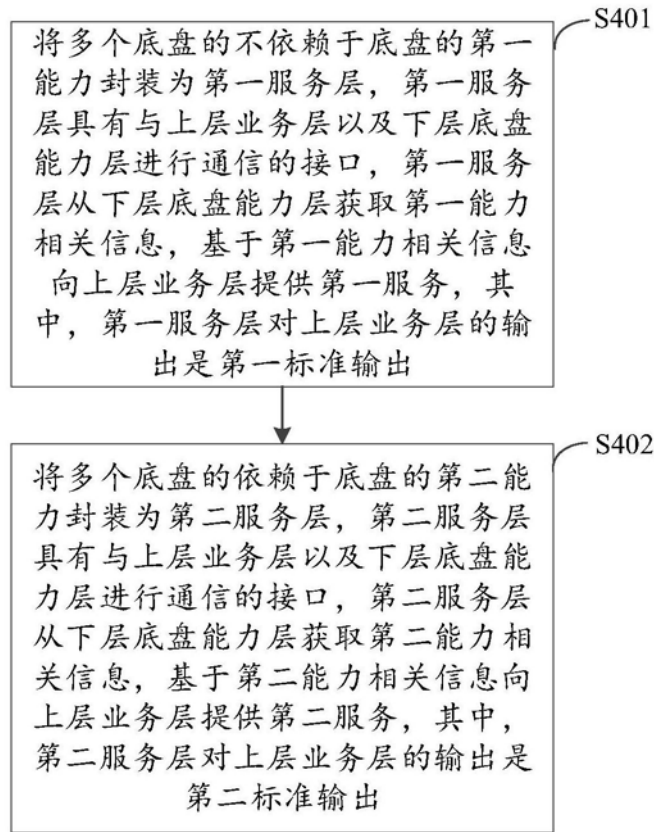 S401
将多个底盘的不依赖于底盘的第一
能力封装为第一服务层，第一服务
层具有与上层业务层以及下层底盘
能力层进行通信的接口，第一服务
层从下层底盘能力层获取第一能力
相关信息，基于第一能力相关信息
向上层业务层提供第一服务，其
中，第一服务层对上层业务层的输
出是第一标准输出
S402
将多个底盘的依赖于底盘的第二能
力封装为第二服务层，第二服务层
具有与上层业务层以及下层底盘能
力层进行通信的接口，第二服务层
从下层底盘能力层获取第二能力相
关信息，基于第二能力相关信息向
上层业务层提供第二服务，其中，
第二服务层对上层业务层的输出是
第二标准输出